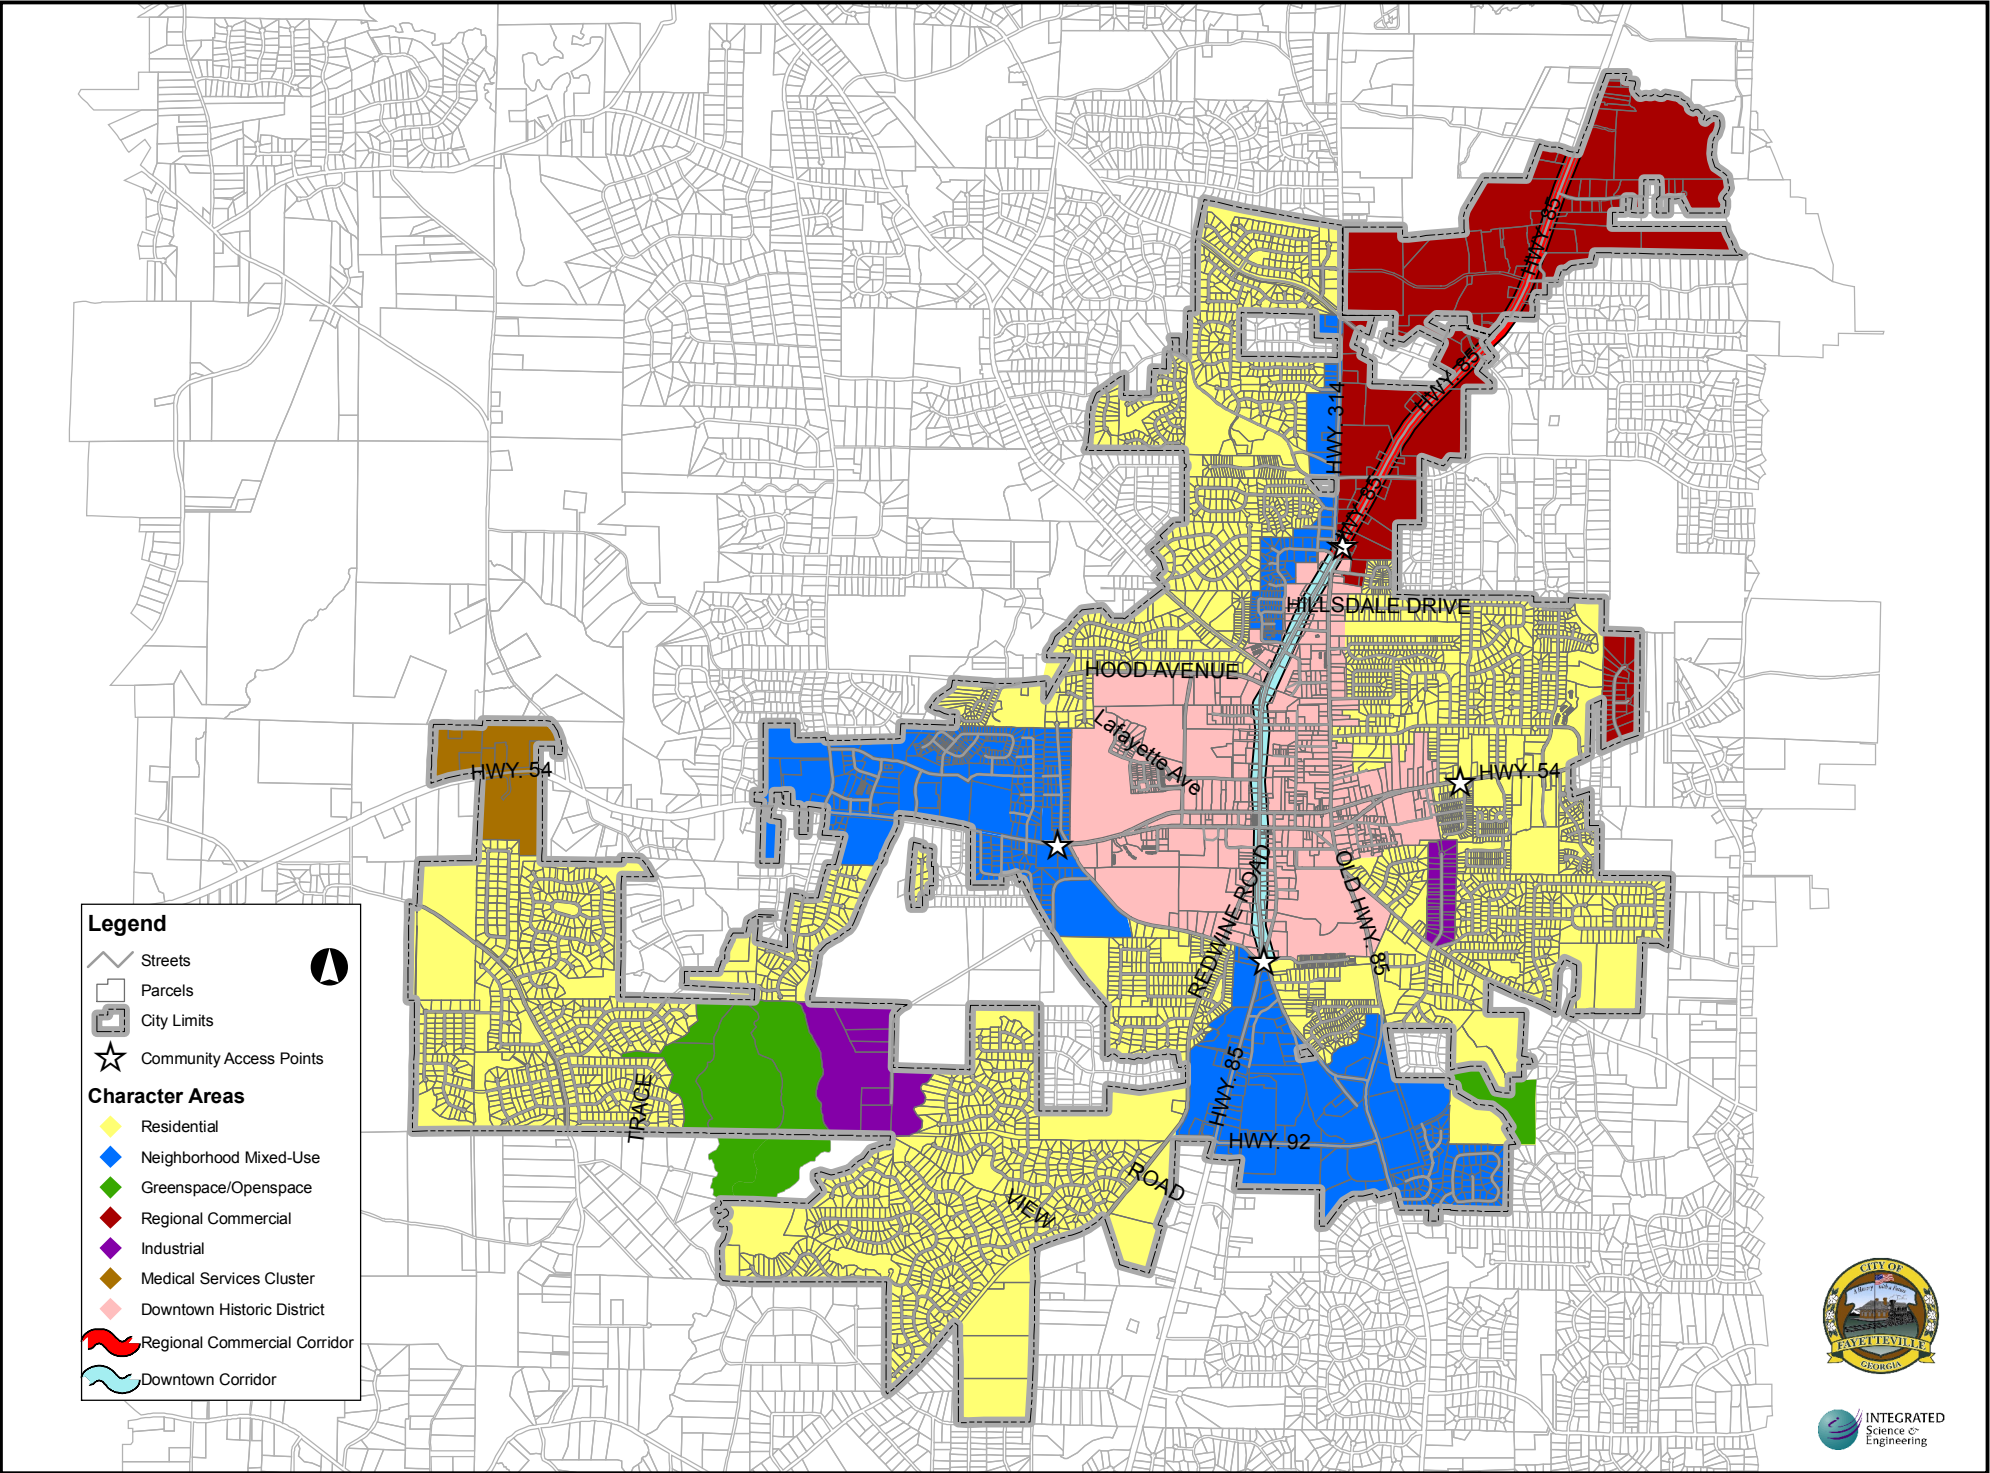 HWY. 85
HWY. 85
HWY. 314
HWY. 85
HILLSDALE DRIVE
HOOD AVENUE
Lafayette Ave
HWY. 54
HWY. 54
REDWINE ROAD
OLD HWY. 85
HWY. 85
TRACE
HWY. 92
ROAD
VIEW
Legend
Streets
Parcels
City Limits
Community Access Points
Character Areas
Residential
Neighborhood Mixed-Use
Greenspace/Openspace
Regional Commercial
Industrial
Medical Services Cluster
Downtown Historic District
Regional Commercial Corridor
Downtown Corridor
CITY OF
FAYETTEVILLE
GEORGIA
INTEGRATED
Science &
Engineering